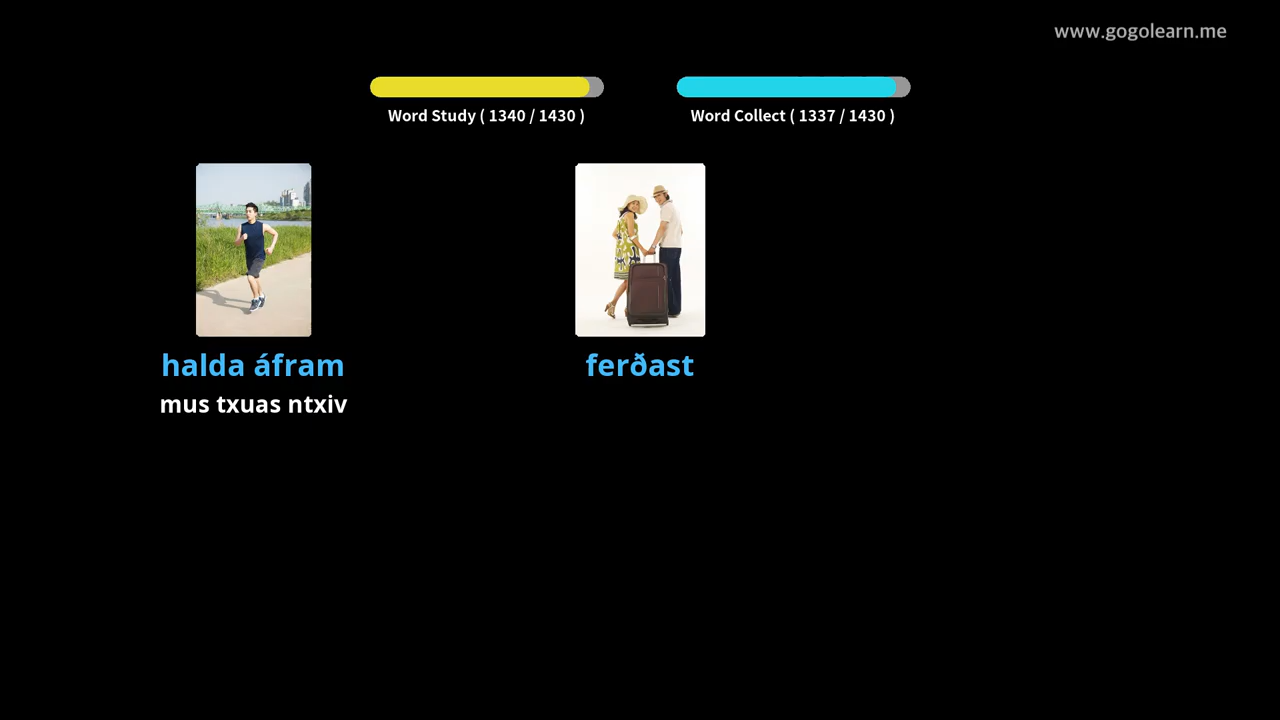 www.gogolearn.me
Word Study ( 1340 / 1430 )
Word Collect ( 1337 / 1430 )
halda áfram
mus txuas ntxiv
ferðast